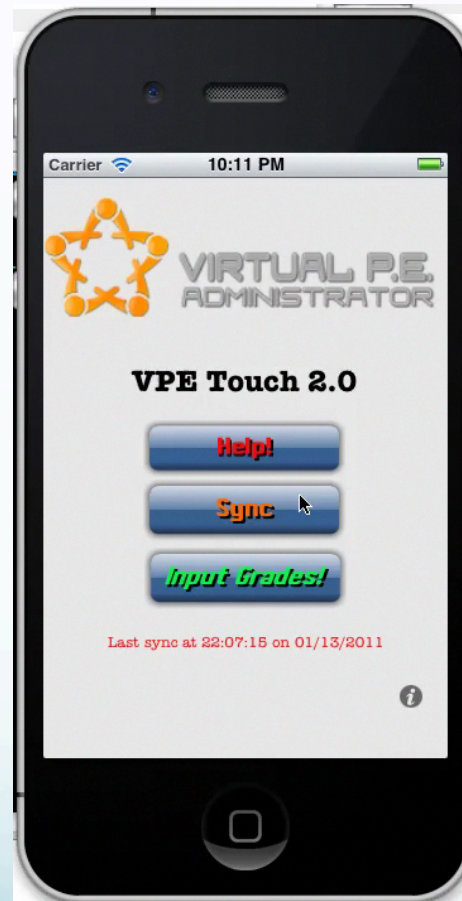 Carrier 10:11 PM
VIRTUAL P.E.
ADMINISTRATOR
VPE Touch 2.0
Help!
Sync
Input Grades!
Last sync at 22:07:15 on 01/13/2011
i